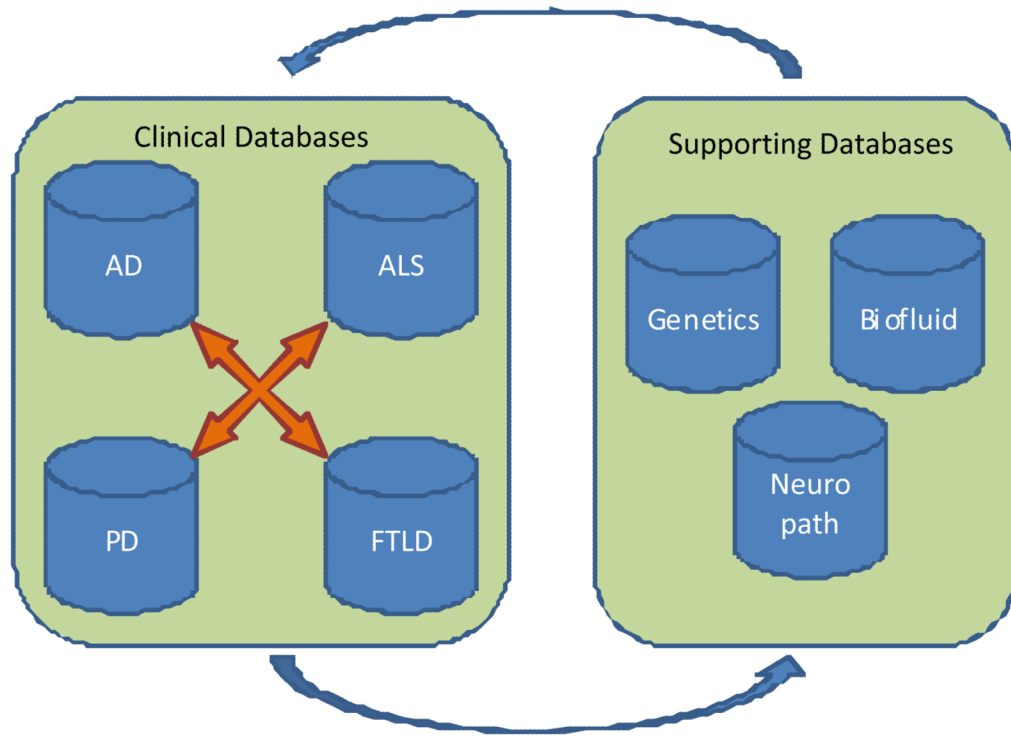 Clinical Databases
AD
ALS
PD
FTLD
Supporting Databases
Genetics
Biofluid
Neuro
path